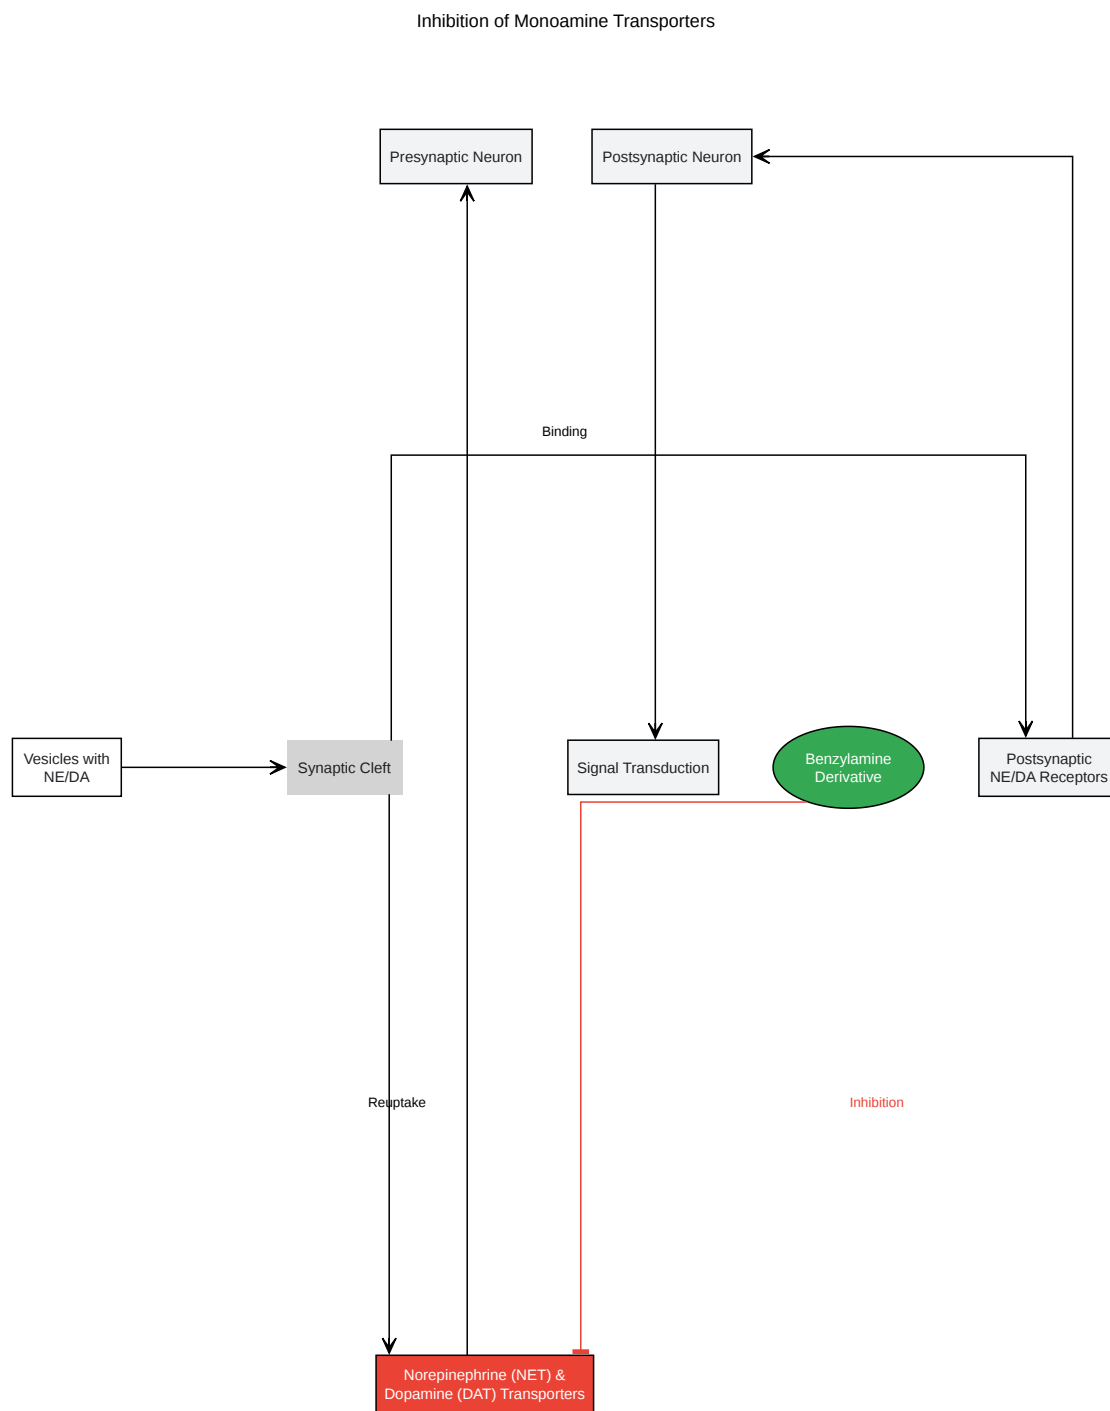 Inhibition of Monoamine Transporters
Presynaptic Neuron
Postsynaptic Neuron
Binding
Vesicles with
NE/DA
Synaptic Cleft
Signal Transduction
Benzylamine
Derivative
Postsynaptic
NE/DA Receptors
Reuptake
Inhibition
Norepinephrine (NET) &
Dopamine (DAT) Transporters